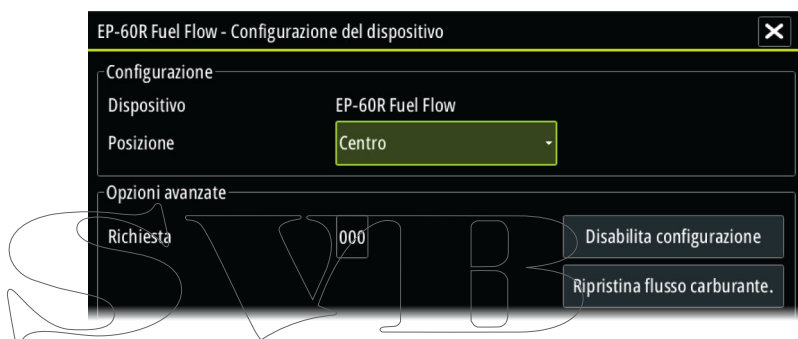 EP-60R Fuel Flow - Configurazione del dispositivo
Configurazione
Dispositivo EP-60R Fuel Flow
Posizione Centro
Opzioni avanzate
Richiesta 000 Disabilita configurazione
Ripristina flusso carburante.
SVB